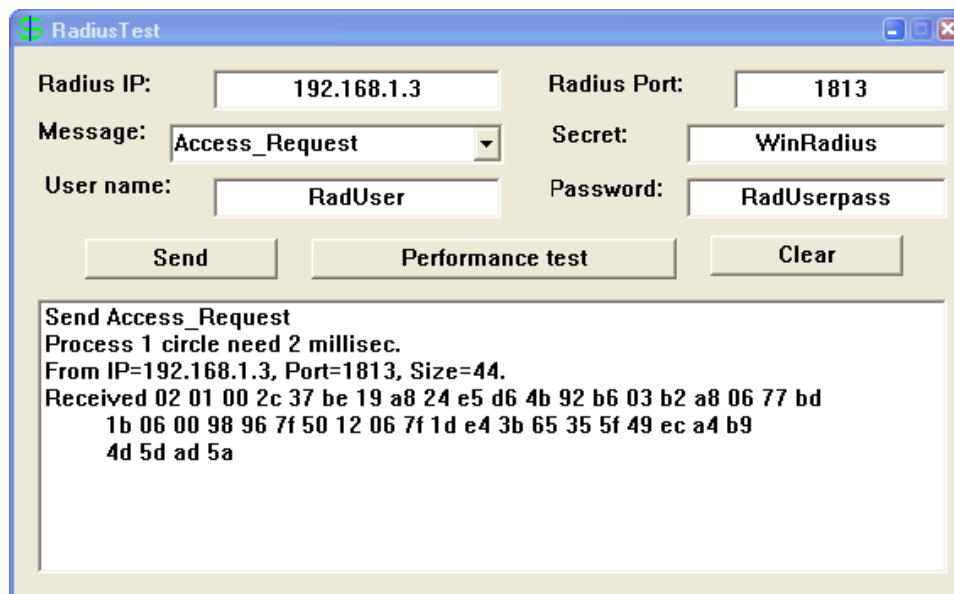 RadiusTest
Radius IP: 192.168.1.3 Radius Port: 1813
Message: Access_Request Secret: WinRadius
User name: RadUser Password: RadUserpass
Send Performance test Clear
Send Access_Request
Process 1 circle need 2 millisec.
From IP=192.168.1.3, Port=1813, Size=44.
Received 02 01 00 2c 37 be 19 a8 24 e5 d6 4b 92 b6 03 b2 a8 06 77 bd
1b 06 00 98 96 7f 50 12 06 7f 1d e4 3b 65 35 5f 49 ec a4 b9
4d 5d ad 5a